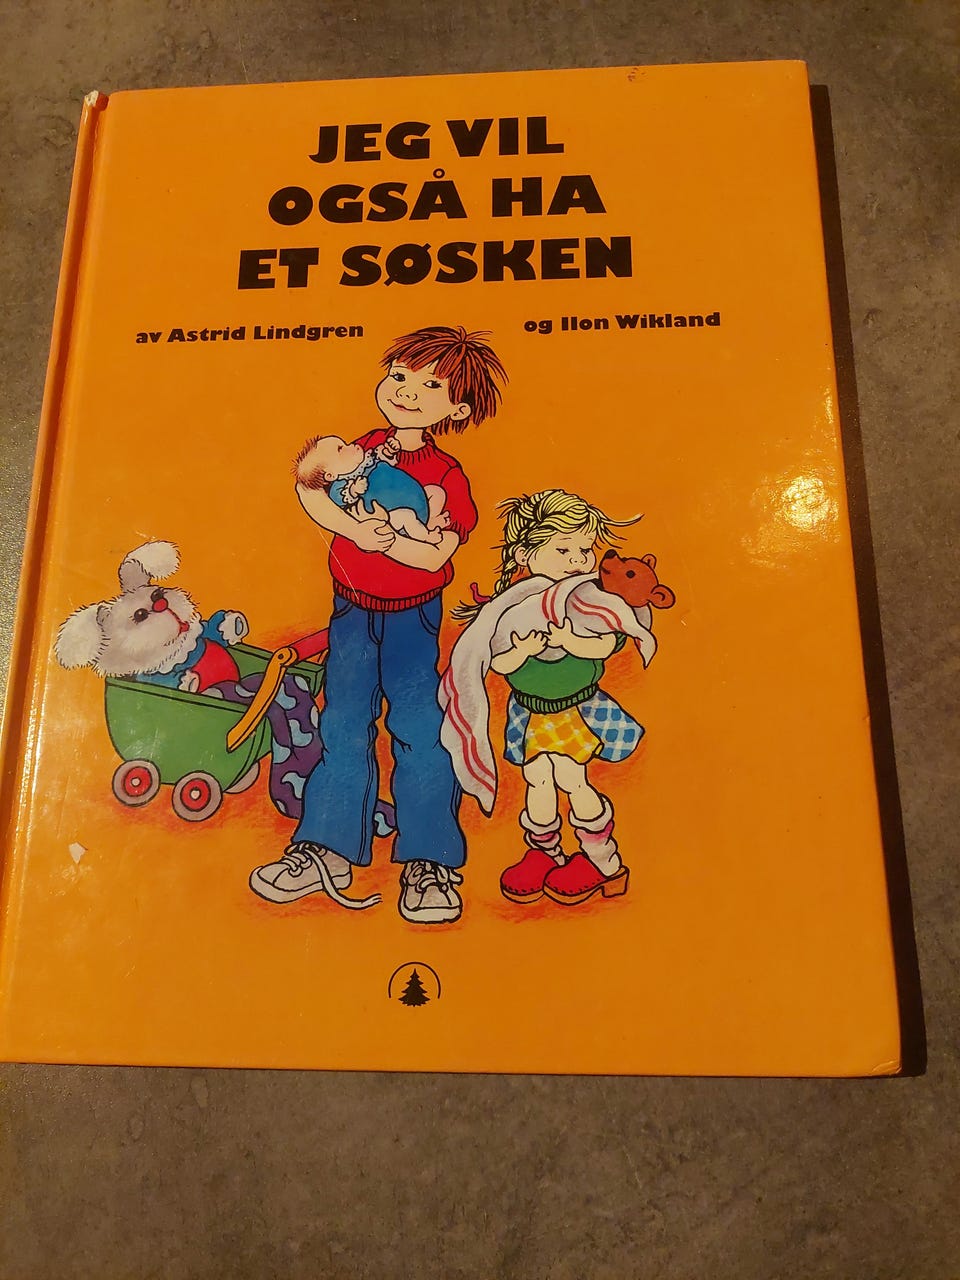 JEG VIL
OGSÅ HA
ET SØSKEN
av Astrid Lindgren og Ilon Wikland